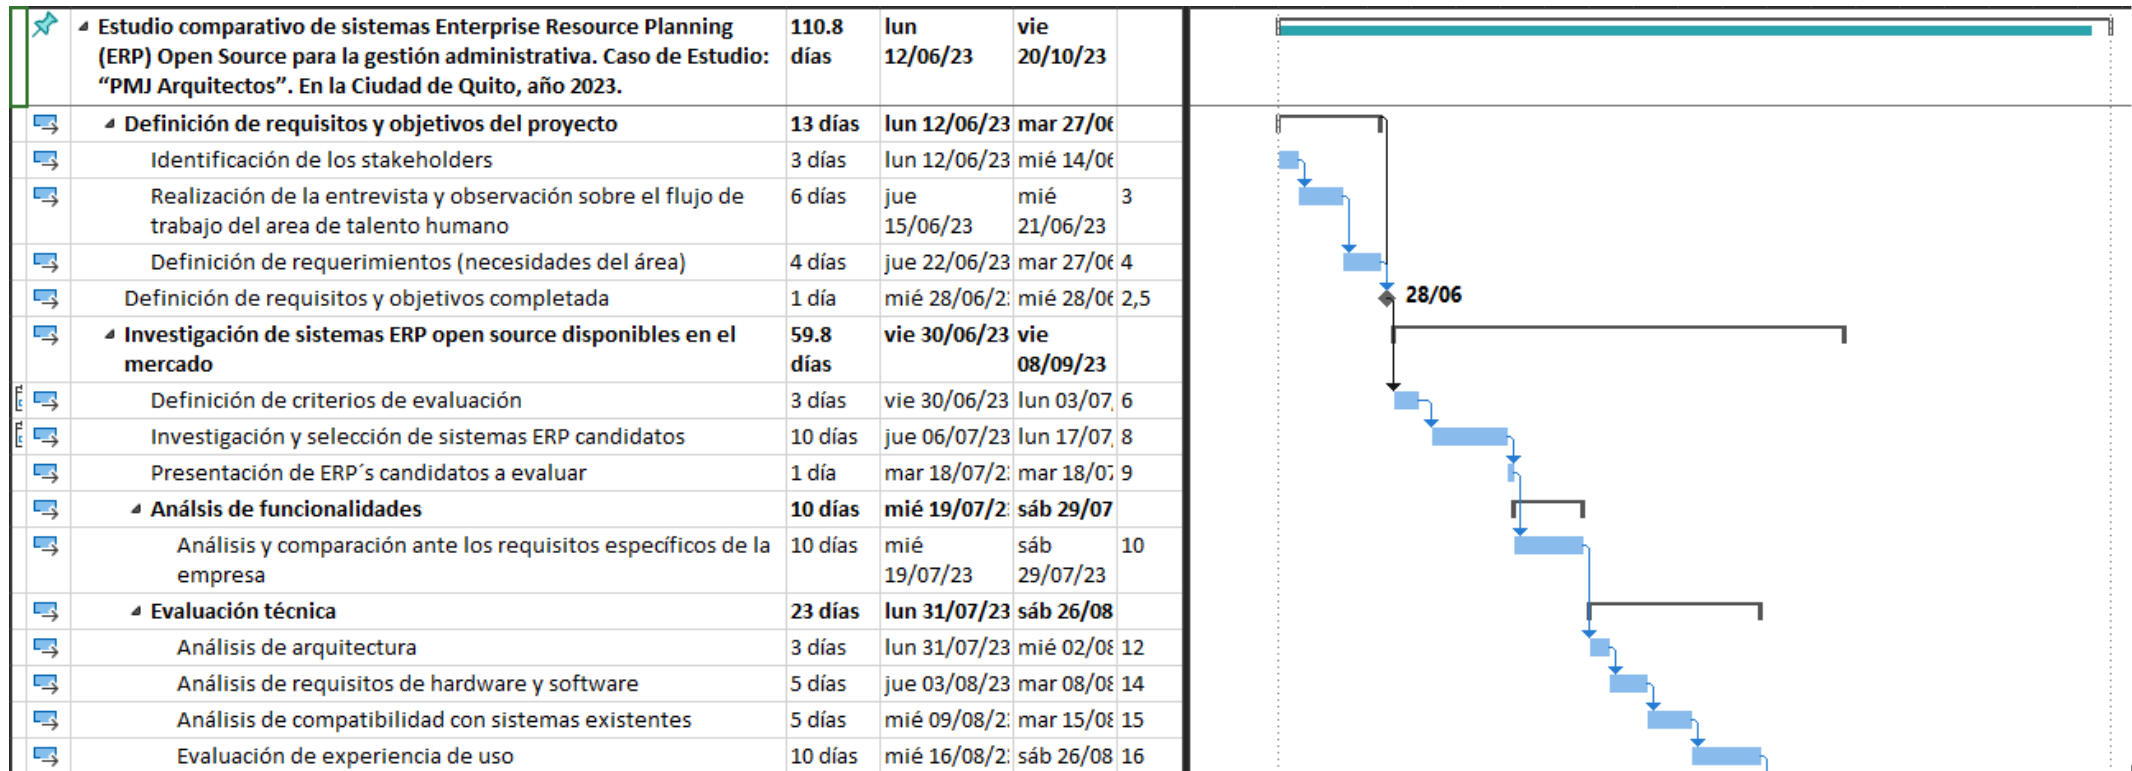 Estudio comparativo de sistemas Enterprise Resource Planning 110.8 lun vie
(ERP) Open Source para la gestión administrativa. Caso de Estudio: días 12/06/23 20/10/23
“PMJ Arquitectos”. En la Ciudad de Quito, año 2023.
Definición de requisitos y objetivos del proyecto 13 días lun 12/06/23 mar 27/06
Identificación de los stakeholders 3 días lun 12/06/23 mié 14/06
Realización de la entrevista y observación sobre el flujo de 6 días jue mié 3
trabajo del area de talento humano 15/06/23 21/06/23
Definición de requerimientos (necesidades del área) 4 días jue 22/06/23 mar 27/06 4
Definición de requisitos y objetivos completada 1 día mié 28/06/2 mié 28/06 2,5 28/06
Investigación de sistemas ERP open source disponibles en el 59.8 vie 30/06/23 vie
mercado días 08/09/23
Definición de criterios de evaluación 3 días vie 30/06/23 lun 03/07 6
Investigación y selección de sistemas ERP candidatos 10 días jue 06/07/23 lun 17/07 8
Presentación de ERP´s candidatos a evaluar 1 día mar 18/07/2 mar 18/07 9
Análsis de funcionalidades 10 días mié 19/07/2 sáb 29/07
Análisis y comparación ante los requisitos específicos de la 10 días mié sáb 10
empresa 19/07/23 29/07/23
Evaluación técnica 23 días lun 31/07/23 sáb 26/08
Análisis de arquitectura 3 días lun 31/07/23 mié 02/08 12
Análisis de requisitos de hardware y software 5 días jue 03/08/23 mar 08/08 14
Análisis de compatibilidad con sistemas existentes 5 días mié 09/08/2 mar 15/08 15
Evaluación de experiencia de uso 10 días mié 16/08/2 sáb 26/08 16